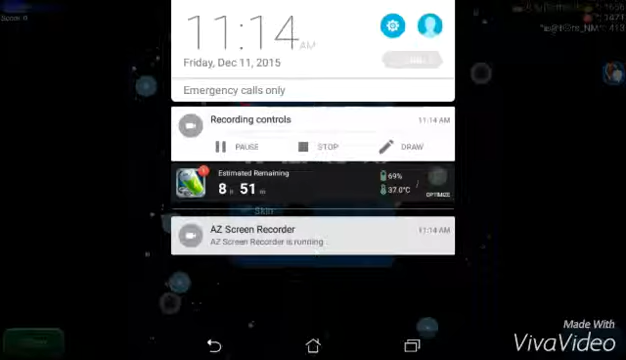 11:14 AM
Friday, Dec 11, 2015
Emergency calls only
Recording controls 11:14 AM
PAUSE STOP DRAW
Estimated Remaining
8 h 51 m
69%
37.0°C
OPTIMIZE
Skin
AZ Screen Recorder 11:14 AM
AZ Screen Recorder is running
Made With
VivaVideo